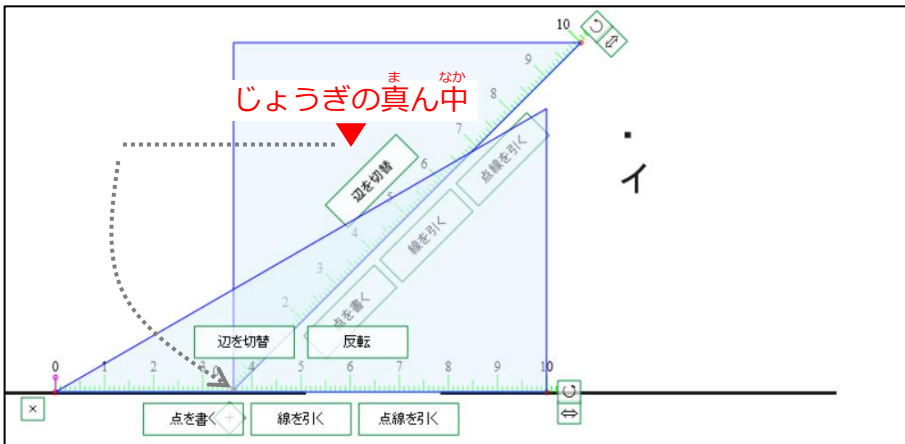 10
9
8
じょうぎの真ん中
ま なか
7
6
辺を切替
点線を引く
イ
線を引く
4
3
2
点を書く
辺を切替
反転
0 1 2 3 4 5 6 7 8 9 10
×
点を書く
線を引く
点線を引く